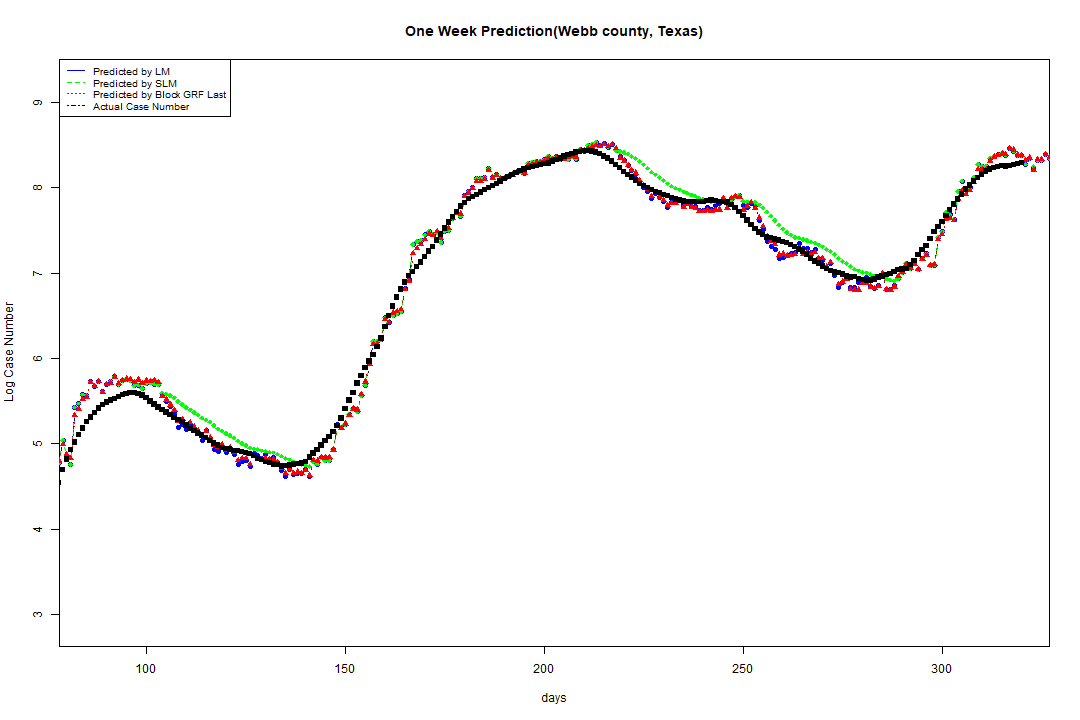 One Week Prediction(Webb county, Texas)
Predicted by LM
Predicted by SLM
Predicted by Block GRF Last
Actual Case Number
9
8
7
6
5
4
3
Log Case Number
100 150 200 250 300
days